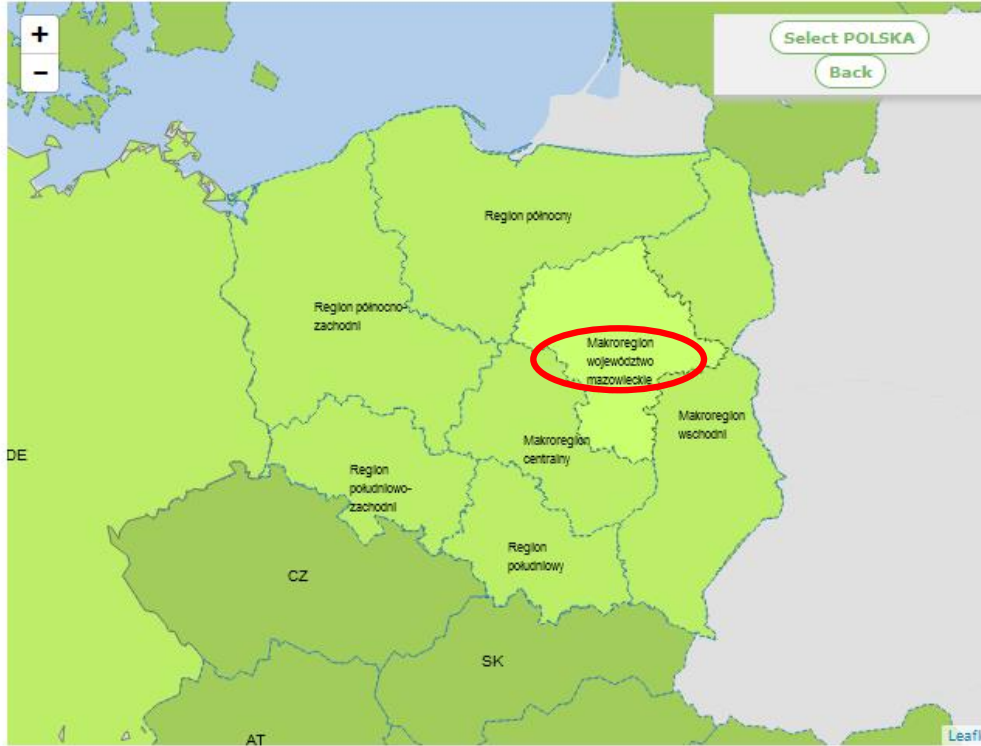 +
−
Select POLSKA
Back
Region północny
Region północno-
zachodni
Makroregion
województwo
mazowieckie
Makroregion
wschodni
Makroregion
centralny
DE
Region
południowo-
zachodni
Region
południowy
CZ
SK
AT
Leafl